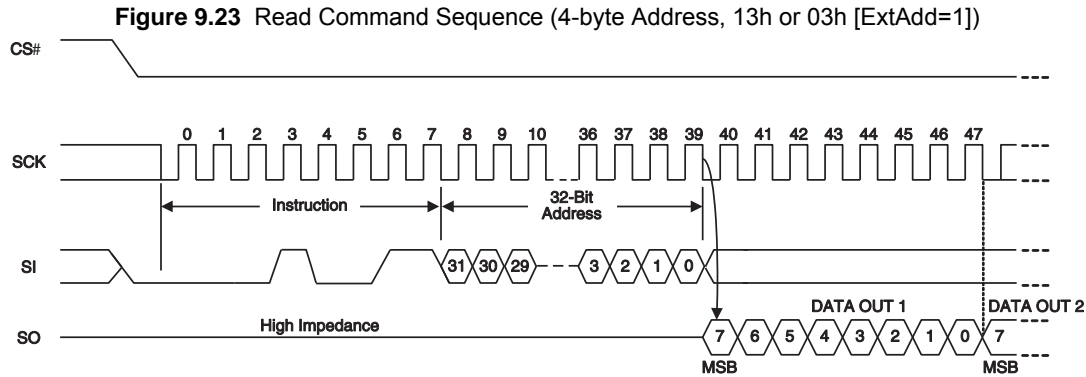 Figure 9.23 Read Command Sequence (4-byte Address, 13h or 03h [ExtAdd=1])
CS#
0 1 2 3 4 5 6 7 8 9 10 36 37 38 39 40 41 42 43 44 45 46 47
SCK
Instruction
32-Bit
Address
SI
31 30 29 3 2 1 0
DATA OUT 1 DATA OUT 2
High Impedance
SO
7 6 5 4 3 2 1 0 7
MSB MSB